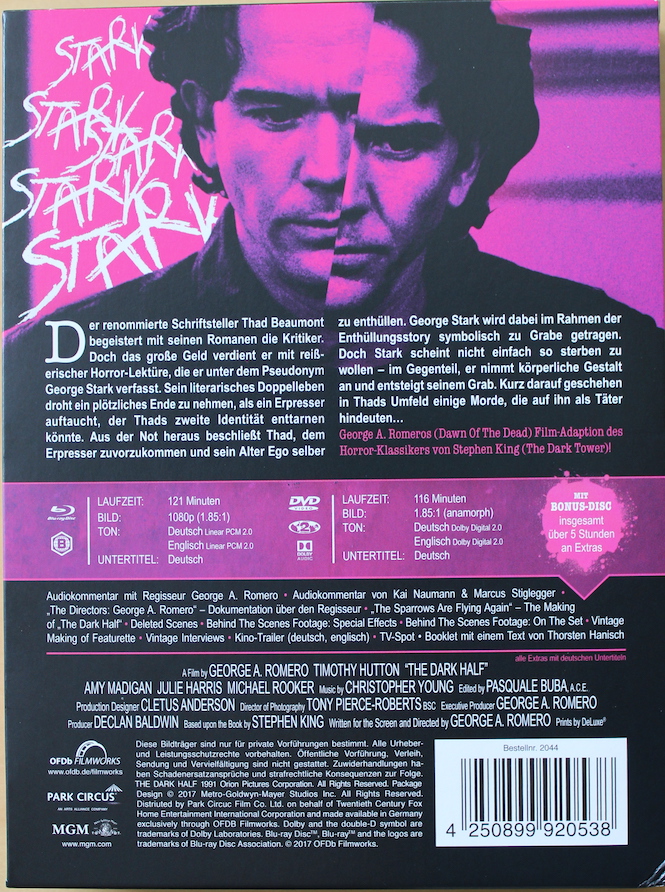 STARK
STARK
STARK
STARK
STARK
Der renommierte Schriftsteller Thad Beaumont
begeistert mit seinen Romanen die Kritiker.
Doch das große Geld verdient er mit reiß-
erischer Horror-Lektüre, die er unter dem Pseudonym
George Stark verfasst. Sein literarisches Doppelleben
droht ein plötzliches Ende zu nehmen, als ein Erpresser
auftaucht, der Thads zweite Identität enttarnen
könnte. Aus der Not heraus beschließt Thad, dem
Erpresser zuvorzukommen und sein Alter Ego selber
zu enthüllen. George Stark wird dabei im Rahmen der
Enthüllungsstory symbolisch zu Grabe getragen.
Doch Stark scheint nicht einfach so sterben zu
wollen – im Gegenteil, er nimmt körperliche Gestalt
an und entsteigt seinem Grab. Kurz darauf geschehen
in Thads Umfeld einige Morde, die auf ihn als Täter
hindeuten...
George A. Romeros (Dawn Of The Dead) Film-Adaption des
Horror-Klassikers von Stephen King (The Dark Tower)!
Blu-ray Disc
B
LAUFZEIT: 121 Minuten
BILD: 1080p (1.85:1)
TON: Deutsch Linear PCM 2.0
Englisch Linear PCM 2.0
UNTERTITEL: Deutsch
DVD
VIDEO
2
DOLBY
AUDIO
LAUFZEIT: 116 Minuten
BILD: 1.85:1 (anamorph)
TON: Deutsch Dolby Digital 2.0
Englisch Dolby Digital 2.0
UNTERTITEL: Deutsch
MIT
BONUS-DISC
insgesamt
über 5 Stunden
an Extras
Audiokommentar mit Regisseur George A. Romero • Audiokommentar von Kai Naumann & Marcus Stiglegger •
„The Directors: George A. Romero“ – Dokumentation über den Regisseur • „The Sparrows Are Flying Again“ – The Making
of „The Dark Half“ • Deleted Scenes • Behind The Scenes Footage: Special Effects • Behind The Scenes Footage: On The Set • Vintage
Making of Featurette • Vintage Interviews • Kino-Trailer (deutsch, englisch) • TV-Spot • Booklet mit einem Text von Thorsten Hanisch
alle Extras mit deutschen Untertiteln
A Film by GEORGE A. ROMERO TIMOTHY HUTTON "THE DARK HALF"
AMY MADIGAN JULIE HARRIS MICHAEL ROOKER Music by CHRISTOPHER YOUNG Edited by PASQUALE BUBA, A.C.E.
Production Designer CLETUS ANDERSON Director of Photography TONY PIERCE-ROBERTS BSC Executive Producer GEORGE A. ROMERO
Producer DECLAN BALDWIN Based upon the Book by STEPHEN KING Written for the Screen and Directed by GEORGE A. ROMERO Prints by DeLuxe®
OFDb FILMWORKS
www.ofdb.de/filmworks
PARK CIRCUS
AN ARTS ALLIANCE COMPANY
MGM
www.mgm.com
Diese Bildträger sind nur für private Vorführungen bestimmt. Alle Urheber-
und Leistungsschutzrechte vorbehalten. Öffentliche Vorführung, Verleih,
Sendung und Vervielfältigung sind nicht gestattet. Zuwiderhandlungen ha-
ben Schadenersatzansprüche und strafrechtliche Konsequenzen zur Folge.
THE DARK HALF 1991 Orion Pictures Corporation. All Rights Reserved. Package
Design © 2017 Metro-Goldwyn-Mayer Studios Inc. All Rights Reserved.
Distriuted by Park Circuc Film Co. Ltd. on behalf of Twentieth Century Fox
Home Entertainment International Corporation and made available in Germany
exclusively through OFDB Filmworks. Dolby and the double-D symbol are
trademarks of Dolby Laboratories. Blu-ray Disc™, Blu-ray™ and the logos are
trademarks of Blu-ray Disc Association. © 2017 OFDb Filmworks.
Bestellnr. 2044
4 250899 920538